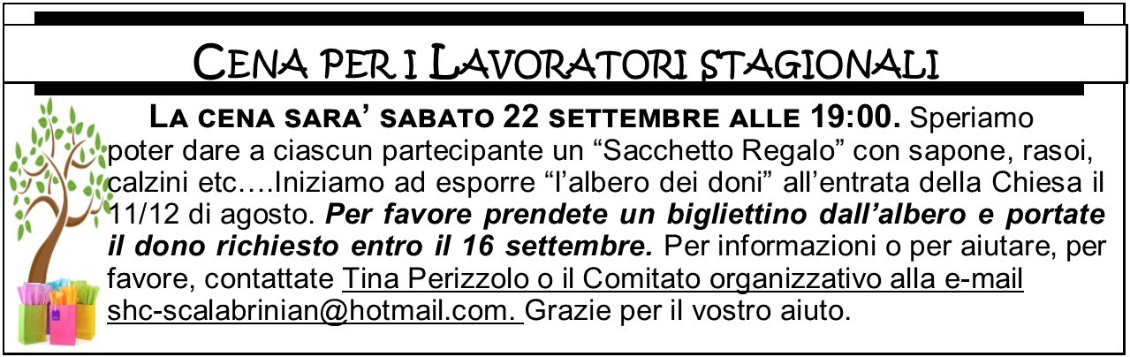 CENA PER I LAVORATORI STAGIONALI
LA CENA SARA’ SABATO 22 SETTEMBRE ALLE 19:00. Speriamo
poter dare a ciascun partecipante un “Sacchetto Regalo” con sapone, rasoi,
calzini etc….Iniziamo ad esporre “l’albero dei doni” all’entrata della Chiesa il
11/12 di agosto. Per favore prendete un bigliettino dall’albero e portate
il dono richiesto entro il 16 settembre. Per informazioni o per aiutare, per
favore, contattate Tina Perizzolo o il Comitato organizzativo alla e-mail
shc-scalabrinian@hotmail.com. Grazie per il vostro aiuto.